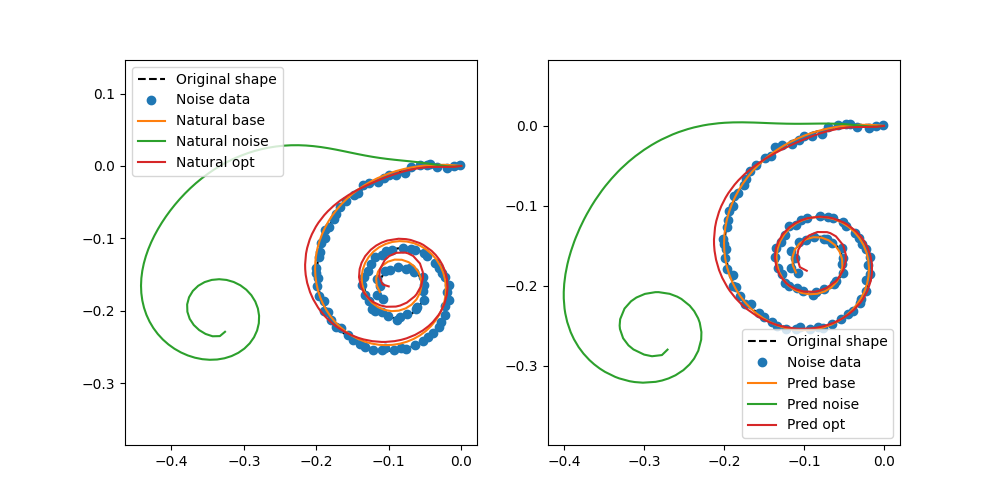 Original shape
Noise data
Natural base
Natural noise
Natural opt
0.1
0.0
−0.1
−0.2
−0.3
−0.4
−0.3
−0.2
−0.1
0.0
0.0
−0.1
−0.2
−0.3
Original shape
Noise data
Pred base
Pred noise
Pred opt
−0.4
−0.3
−0.2
−0.1
0.0